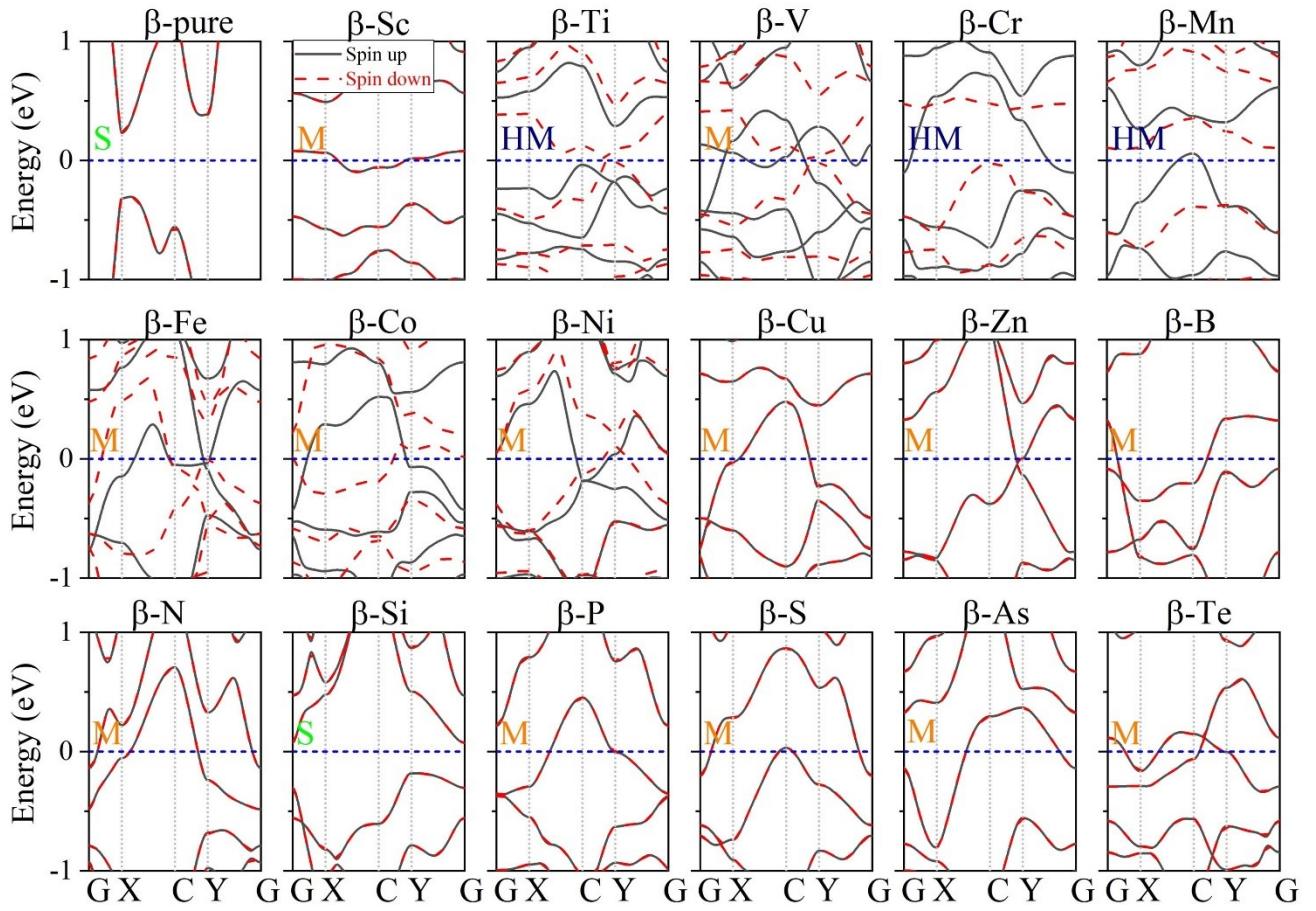 β-pure β-Sc β-Ti β-V β-Cr β-Mn
1
Spin up
Spin down
Energy (eV)
S M HM M HM HM
0
-1
β-Fe β-Co β-Ni β-Cu β-Zn β-B
1
Energy (eV)
M M M M M M
0
-1
β-N β-Si β-P β-S β-As β-Te
1
Energy (eV)
M S M M M M
0
-1
G X C Y G X C Y G X C Y G X C Y G X C Y G X C Y G